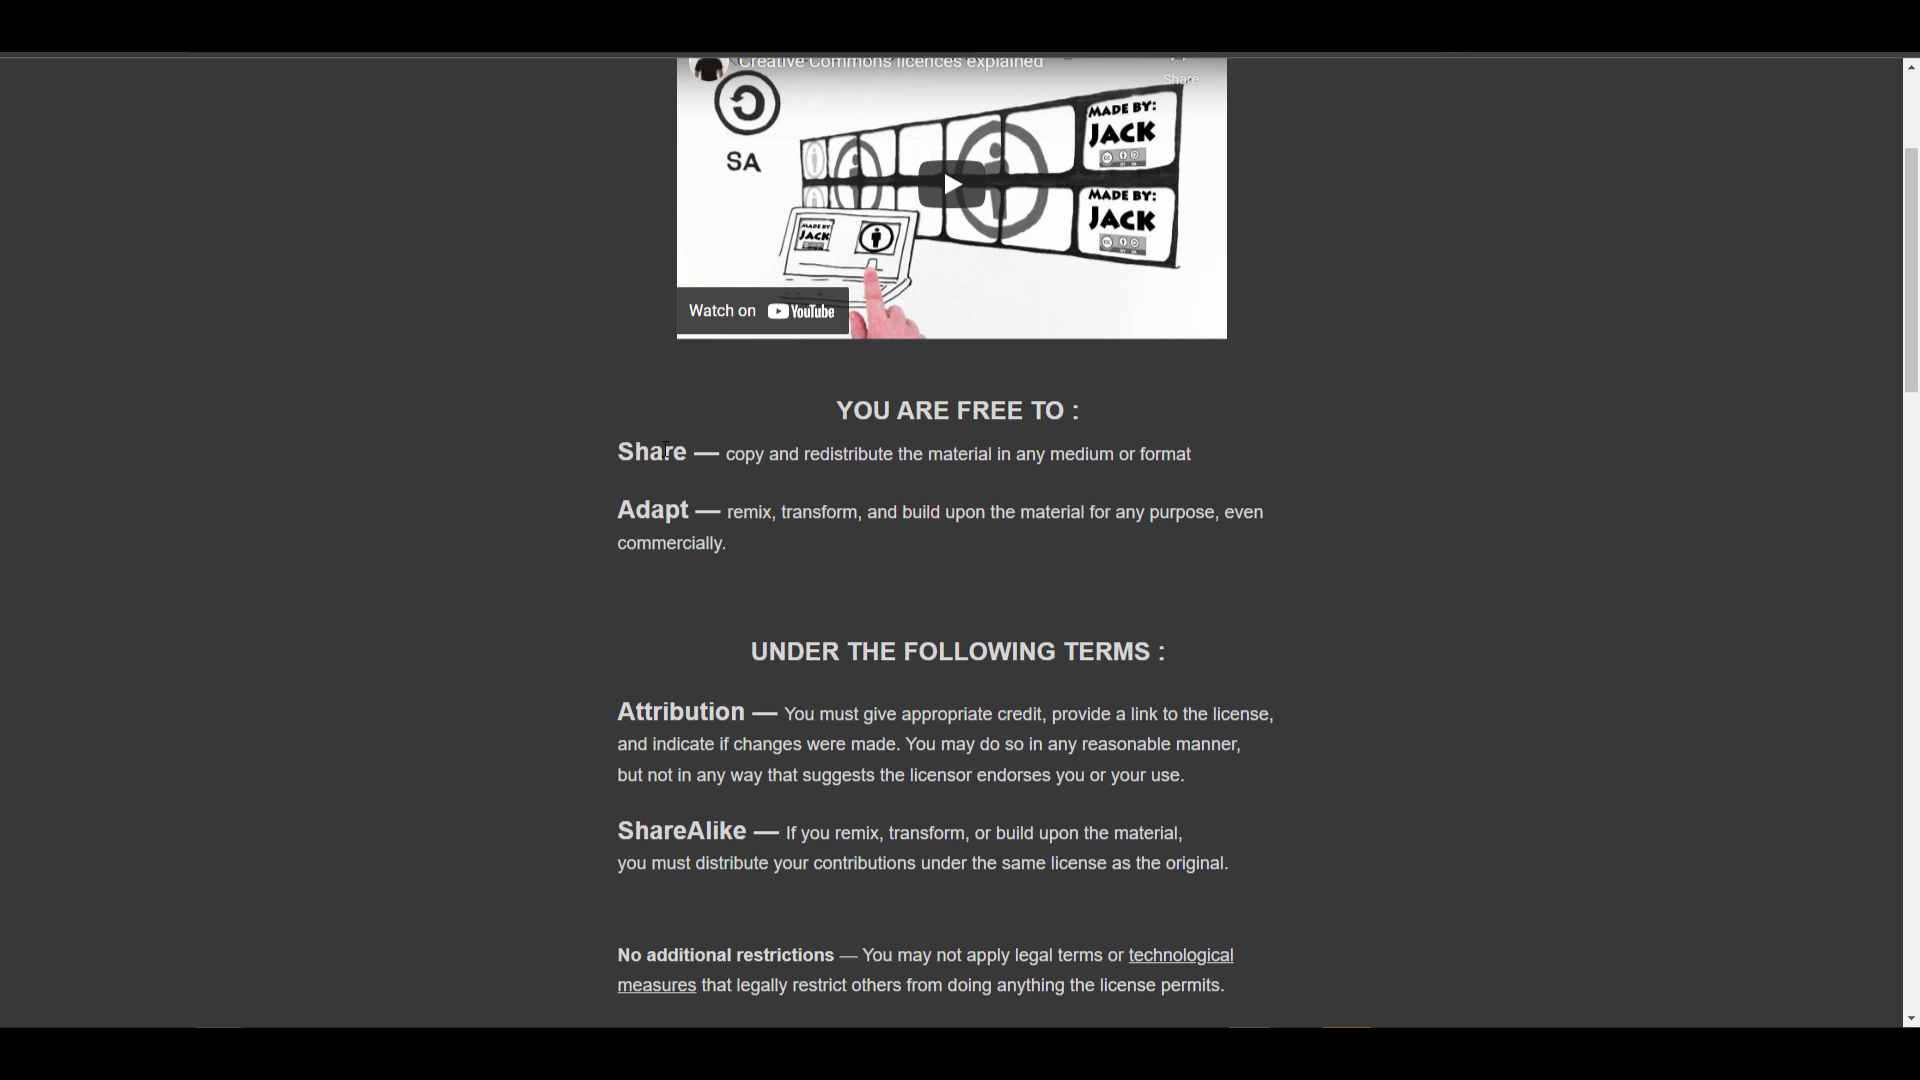 Creative Commons licences explained
Share
SA
MADE BY:
JACK
MADE BY:
JACK
MADE BY:
JACK
Watch on YouTube
YOU ARE FREE TO :
Share — copy and redistribute the material in any medium or format
Adapt — remix, transform, and build upon the material for any purpose, even
commercially.
UNDER THE FOLLOWING TERMS :
Attribution — You must give appropriate credit, provide a link to the license,
and indicate if changes were made. You may do so in any reasonable manner,
but not in any way that suggests the licensor endorses you or your use.
ShareAlike — If you remix, transform, or build upon the material,
you must distribute your contributions under the same license as the original.
No additional restrictions — You may not apply legal terms or technological
measures that legally restrict others from doing anything the license permits.